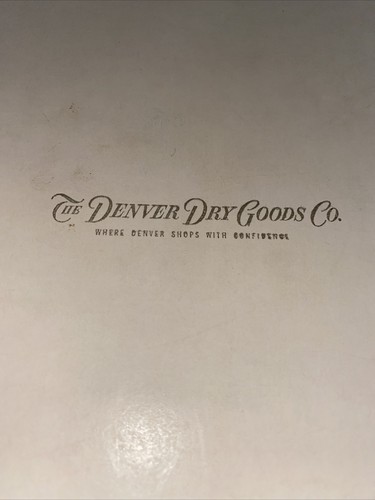 The Denver Dry Goods Co.
WHERE DENVER SHOPS WITH CONFIDENCE